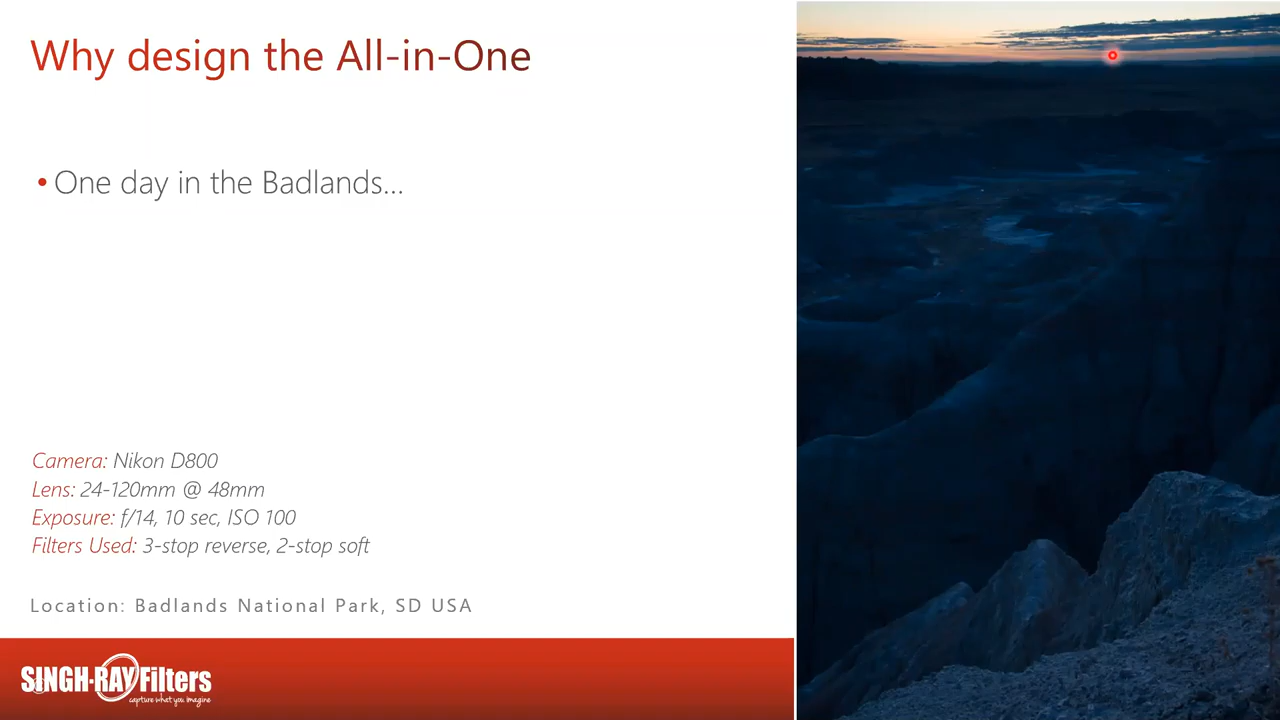 Why design the All-in-One
• One day in the Badlands...
Camera: Nikon D800
Lens: 24-120mm @ 48mm
Exposure: f/14, 10 sec, ISO 100
Filters Used: 3-stop reverse, 2-stop soft
Location: Badlands National Park, SD USA
SINGH-RAY Filters
capture what you imagine